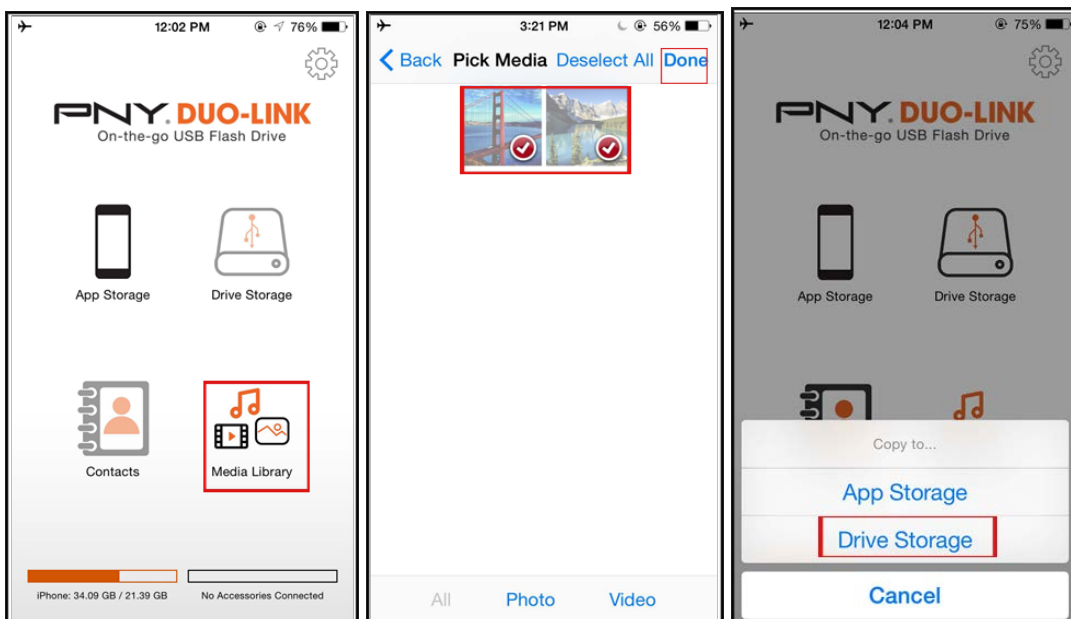 12:02 PM
76%
PNY. DUO-LINK
On-the-go USB Flash Drive
App Storage
Drive Storage
Contacts
Media Library
iPhone: 34.09 GB / 21.39 GB
No Accessories Connected
3:21 PM
56%
Back
Pick Media
Deselect All
Done
All
Photo
Video
12:04 PM
75%
PNY. DUO-LINK
On-the-go USB Flash Drive
App Storage
Drive Storage
Copy to...
App Storage
Drive Storage
Cancel